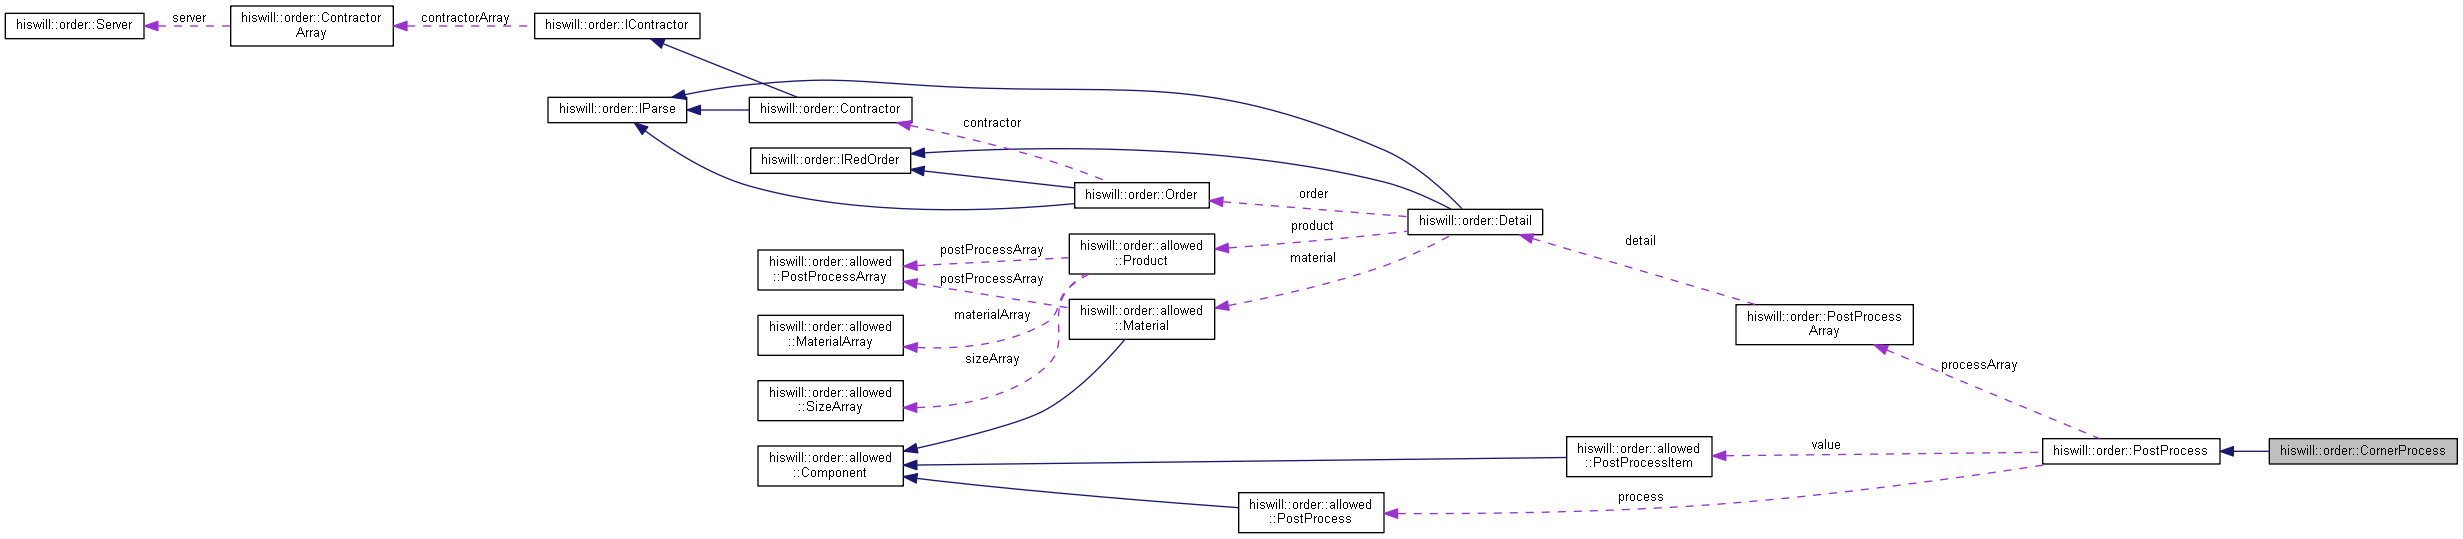 hiswill::order::Server
server
hiswill::order::Contractor
Array
contractorArray
hiswill::order::IContractor
hiswill::order::IParse
hiswill::order::Contractor
contractor
hiswill::order::IRedOrder
hiswill::order::Order
order
hiswill::order::Detail
product
material
detail
hiswill::order::allowed
::PostProcessArray
postProcessArray
postProcessArray
hiswill::order::allowed
::Product
hiswill::order::allowed
::MaterialArray
materialArray
hiswill::order::allowed
::Material
hiswill::order::PostProcess
Array
hiswill::order::allowed
::SizeArray
sizeArray
processArray
hiswill::order::allowed
::Component
hiswill::order::allowed
::PostProcessItem
value
hiswill::order::PostProcess
hiswill::order::CornerProcess
hiswill::order::allowed
::PostProcess
process